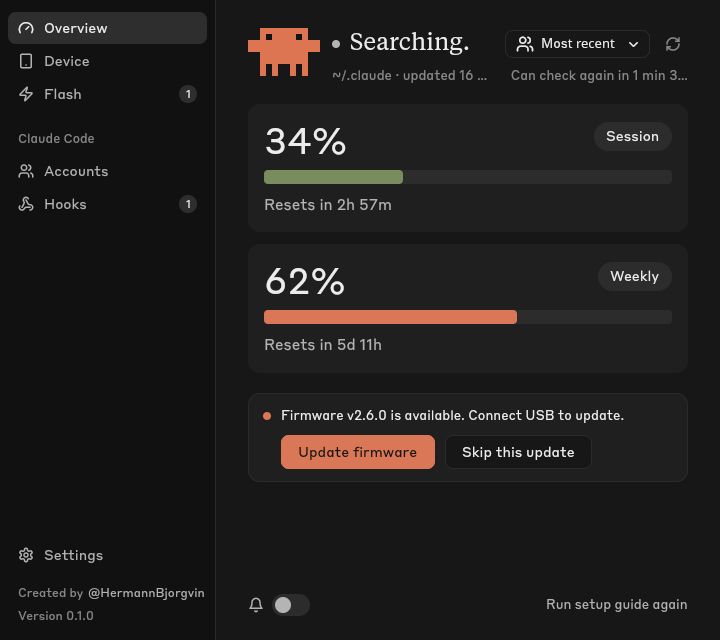 Overview
Device
Flash 1
Claude Code
Accounts
Hooks 1
Settings
Created by @HermannBjorgvin
Version 0.1.0
Searching.
Most recent
~/.claude · updated 16 ...
Can check again in 1 min 3...
34%
Session
Resets in 2h 57m
62%
Weekly
Resets in 5d 11h
Firmware v2.6.0 is available. Connect USB to update.
Update firmware
Skip this update
Run setup guide again